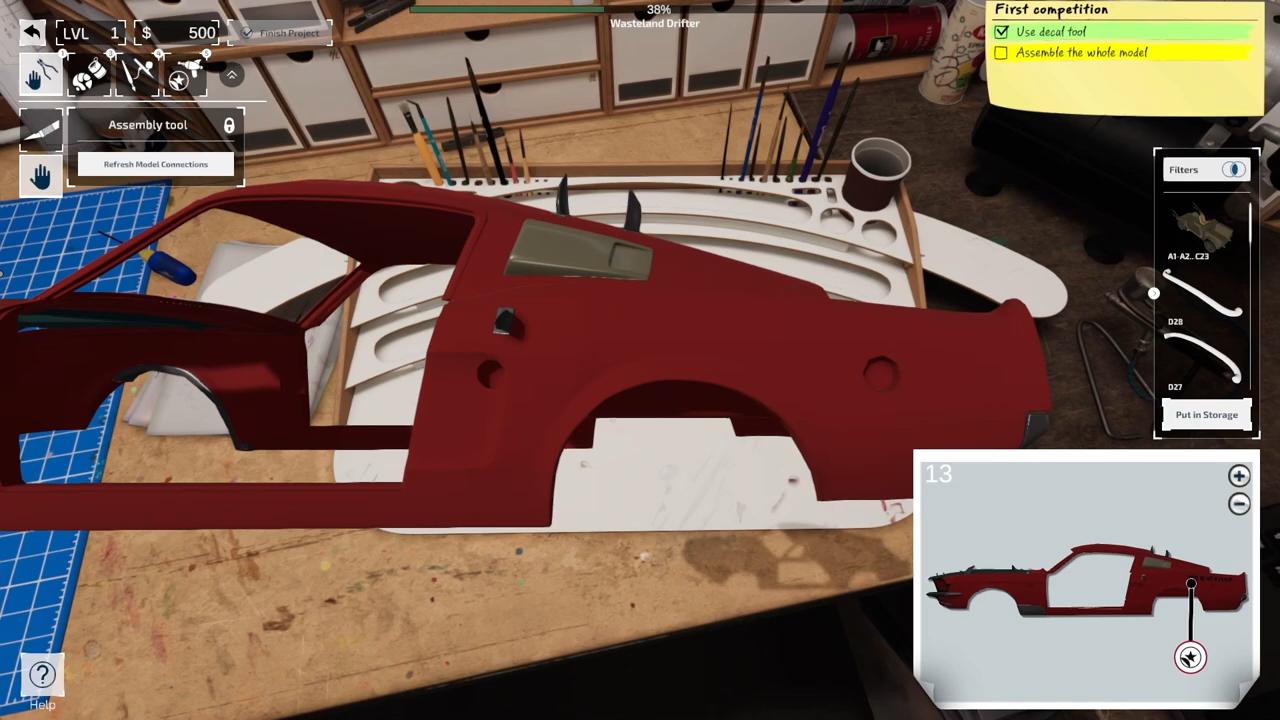 38%
Wasteland Drifter
LVL 1 $ 500 Finish Project
Assembly tool
Refresh Model Connections
First competition
Use decal tool
Assemble the whole model
Filters
A1-A2.. C23
D28
D27
Put in Storage
13
?
Help